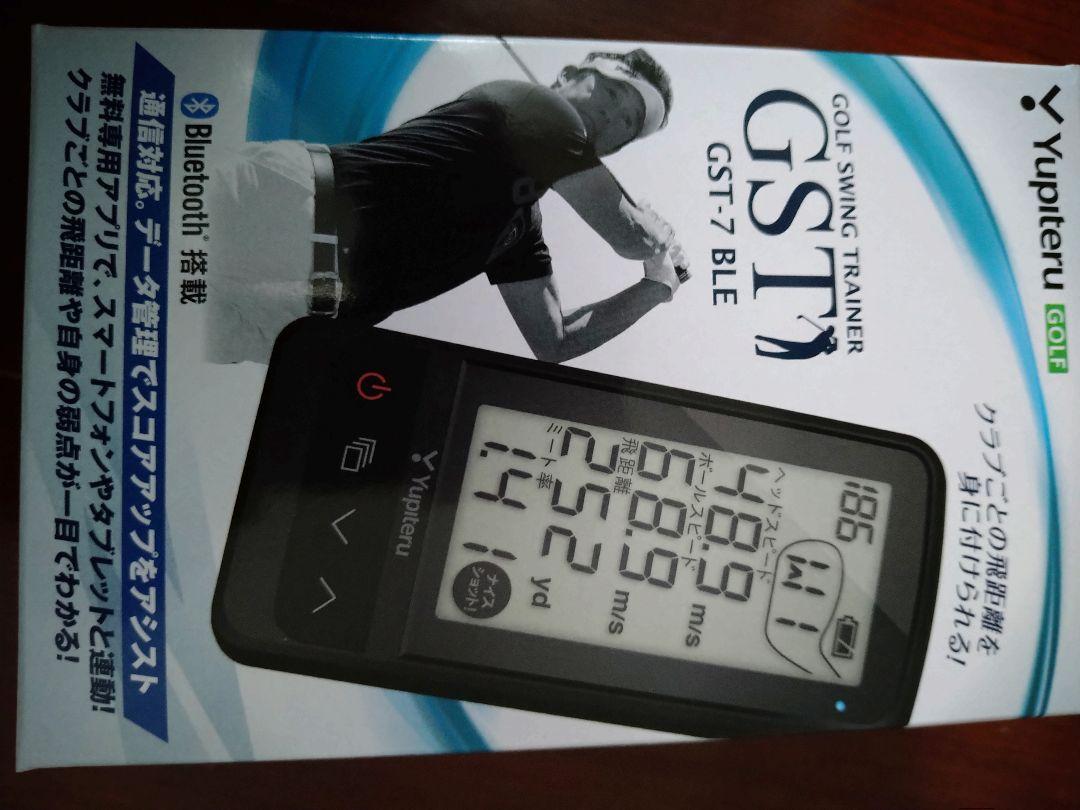 Yupiteru GOLF
クラブごとの飛距離を
身に付けられる!
GOLF SWING TRAINER
GST
GST-7 BLE
186
1W
ヘッドスピード
48.9 m/s
ボールスピード
68.9 m/s
飛距離
252 yd
ミート率
1.41
ナイス
ショット!
Yupiteru
Bluetooth® 搭載
通信対応。データ管理でスコアアップをアシスト
無料専用アプリで、スマートフォンやタブレットと連動!
クラブごとの飛距離や自身の弱点が一目でわかる!